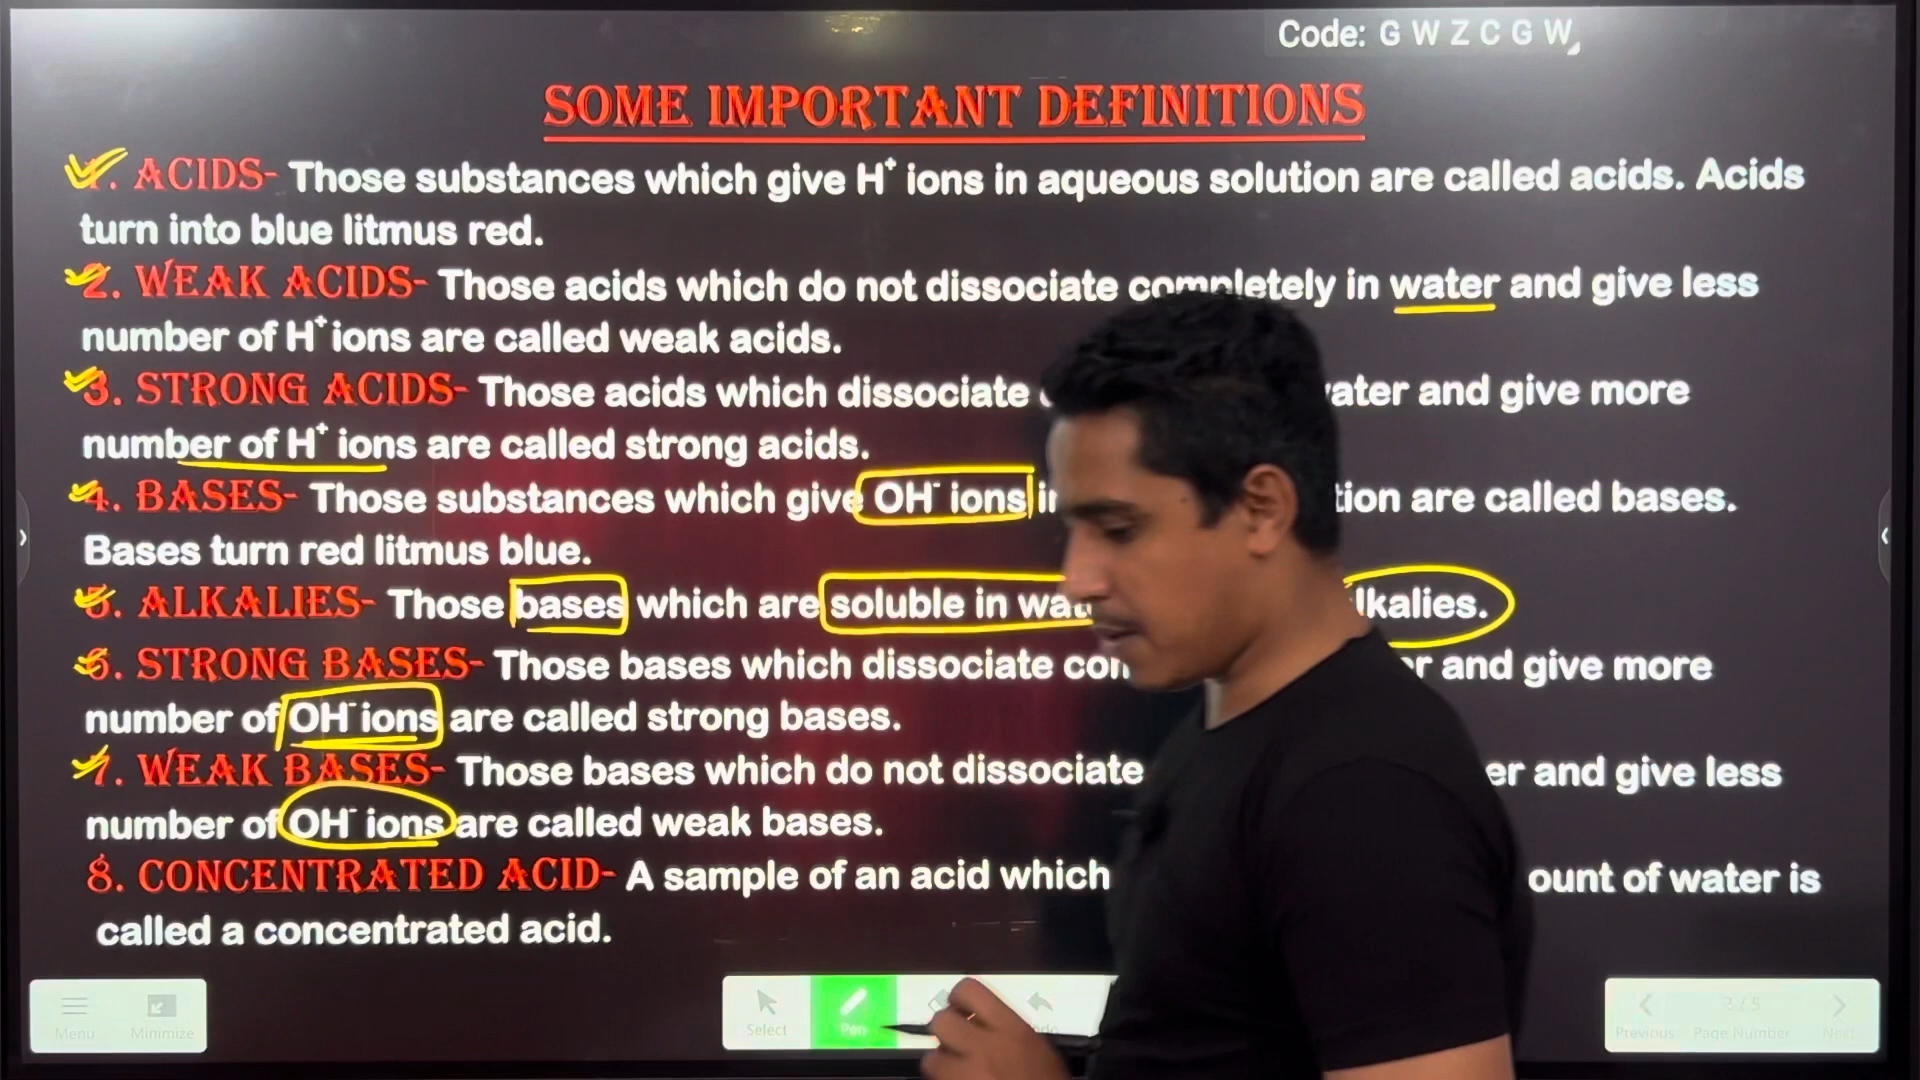 Code: G W Z C G W
SOME IMPORTANT DEFINITIONS
1. ACIDS- Those substances which give H+ ions in aqueous solution are called acids. Acids
turn into blue litmus red.
2. WEAK ACIDS- Those acids which do not dissociate completely in water and give less
number of H+ ions are called weak acids.
3. STRONG ACIDS- Those acids which dissociate and give more
number of H+ ions are called strong acids.
4. BASES- Those substances which give OH- ions are called bases.
Bases turn red litmus blue.
5. ALKALIES- Those bases which are soluble in
6. STRONG BASES- Those bases which dissociate and give more
number of OH- ions are called strong bases.
7. WEAK BASES- Those bases which do not dissociate and give less
number of OH- ions are called weak bases.
8. CONCENTRATED ACID- A sample of an acid which of water is
called a concentrated acid.
Menu Minimize Select Pen Previous 3/5 Page Number Next